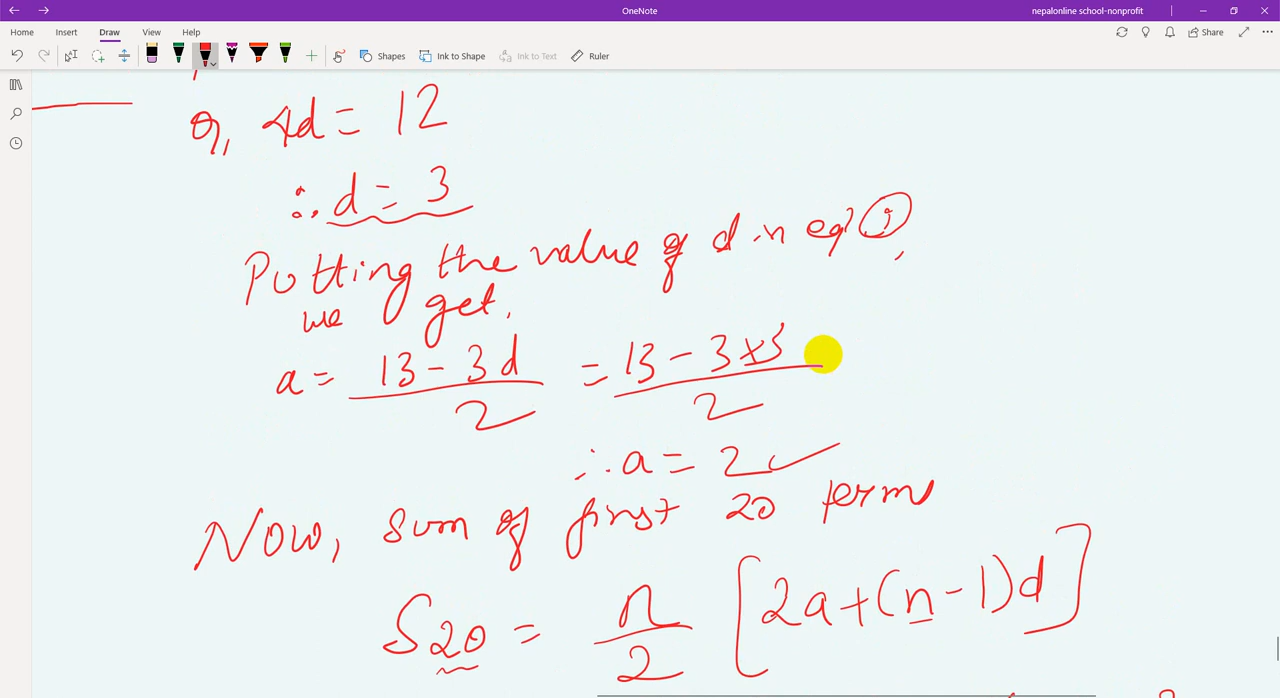 OneNote
nepalonline school-nonprofit
Home Insert Draw View Help
Share
Shapes Ink to Shape Ink to Text Ruler
or, 4d = 12
∴ d = 3
Putting the value of d in eqⁿ (i),
we get,
a = (13 - 3d)/2 = (13 - 3×3)/2
∴ a = 2
Now, sum of first 20 terms
S20 = n/2 [2a+(n-1)d]